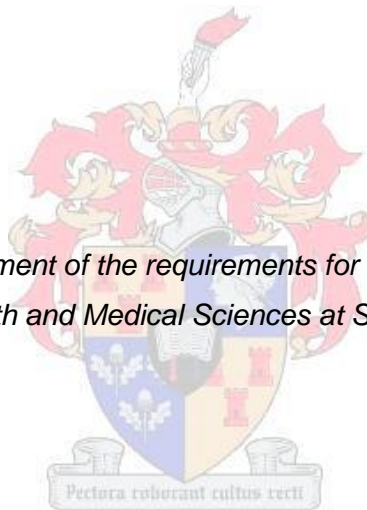 ment of the requirements for
th and Medical Sciences at S
Pectora roborant cultus recti